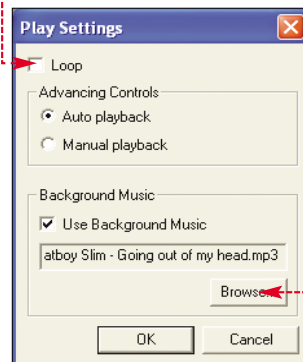 Play Settings
Loop
Advancing Controls
Auto playback
Manual playback
Background Music
Use Background Music
atboy Slim - Going out of my head.mp3
Browse...
OK
Cancel